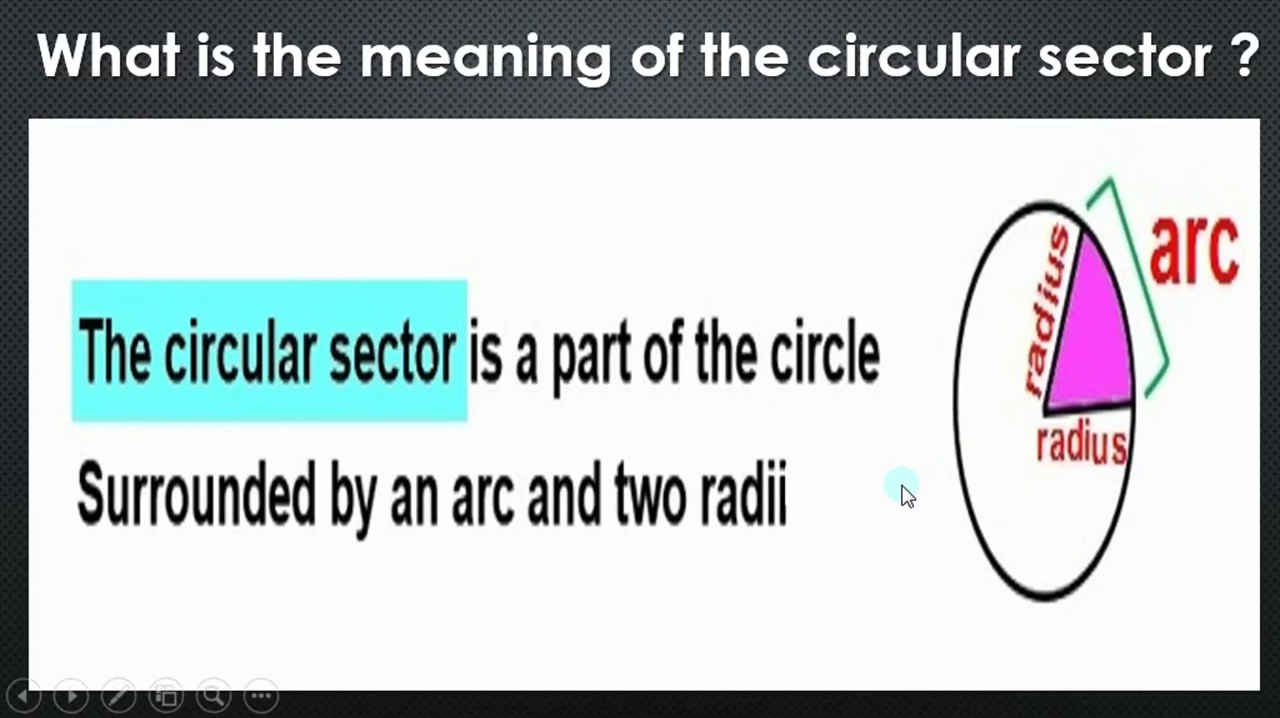 What is the meaning of the circular sector ?
The circular sector is a part of the circle
Surrounded by an arc and two radii
arc
radius
radius